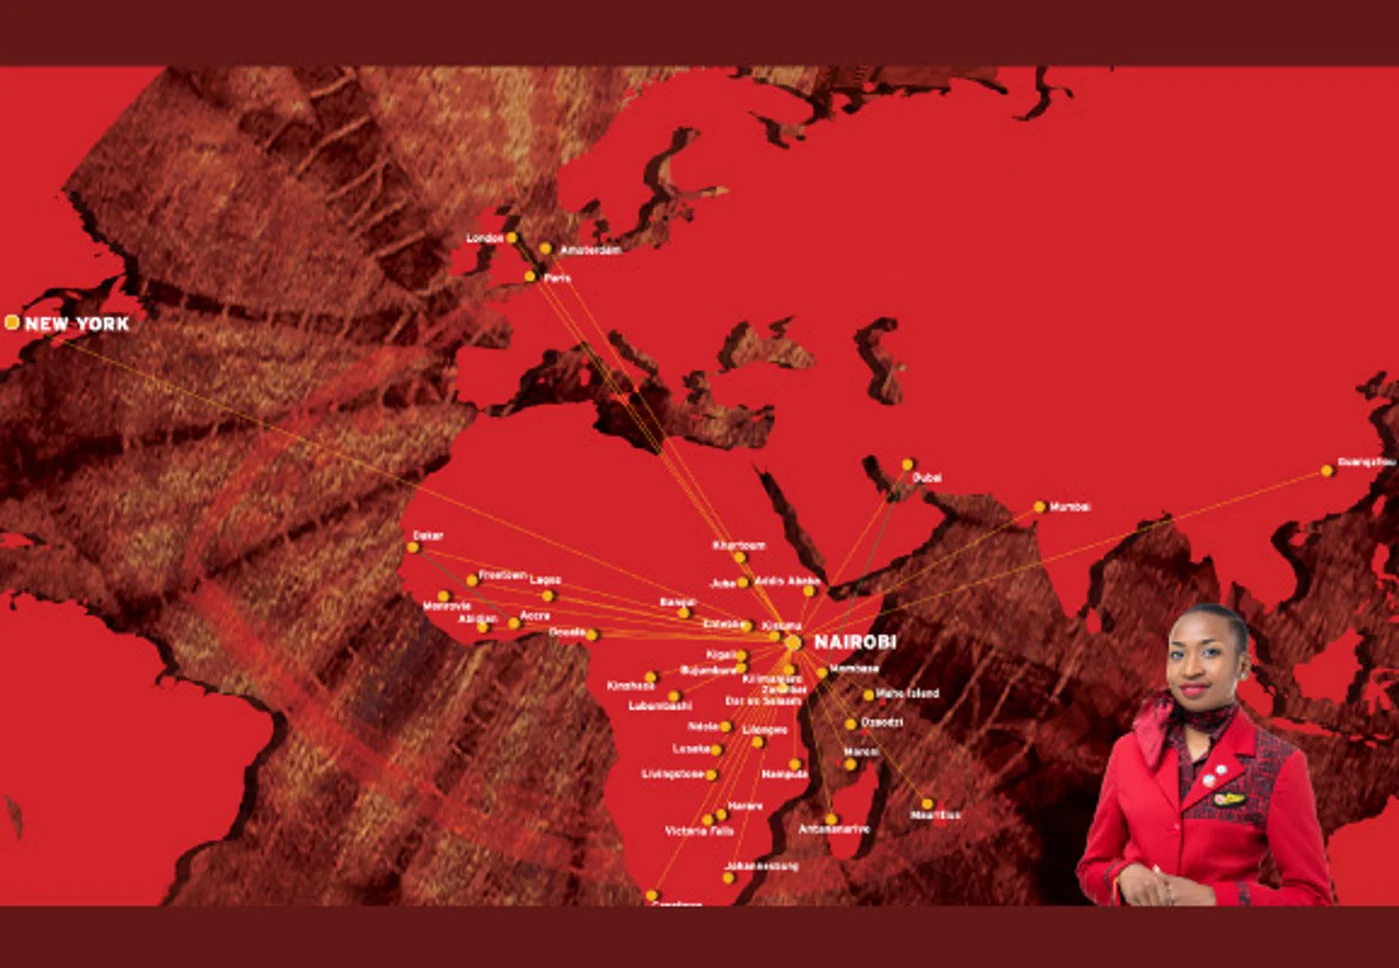 London
Amsterdam
Paris
NEW YORK
Dubai
Guangzhou
Mumbai
Dakar
Khartoum
Juba
Addis Ababa
Freetown
Lagos
Monrovia
Bangui
Abidjan
Accra
Entebbe
Kisumu
Douala
NAIROBI
Kigali
Bujumbura
Mombasa
Kilimanjaro
Kinshasa
Zanzibar
Mahe Island
Lubumbashi
Dar es Salaam
Ndola
Lilongwe
Dzaodzi
Lusaka
Moroni
Livingstone
Nampula
Harare
Mauritius
Victoria Falls
Antananarivo
Johannesburg